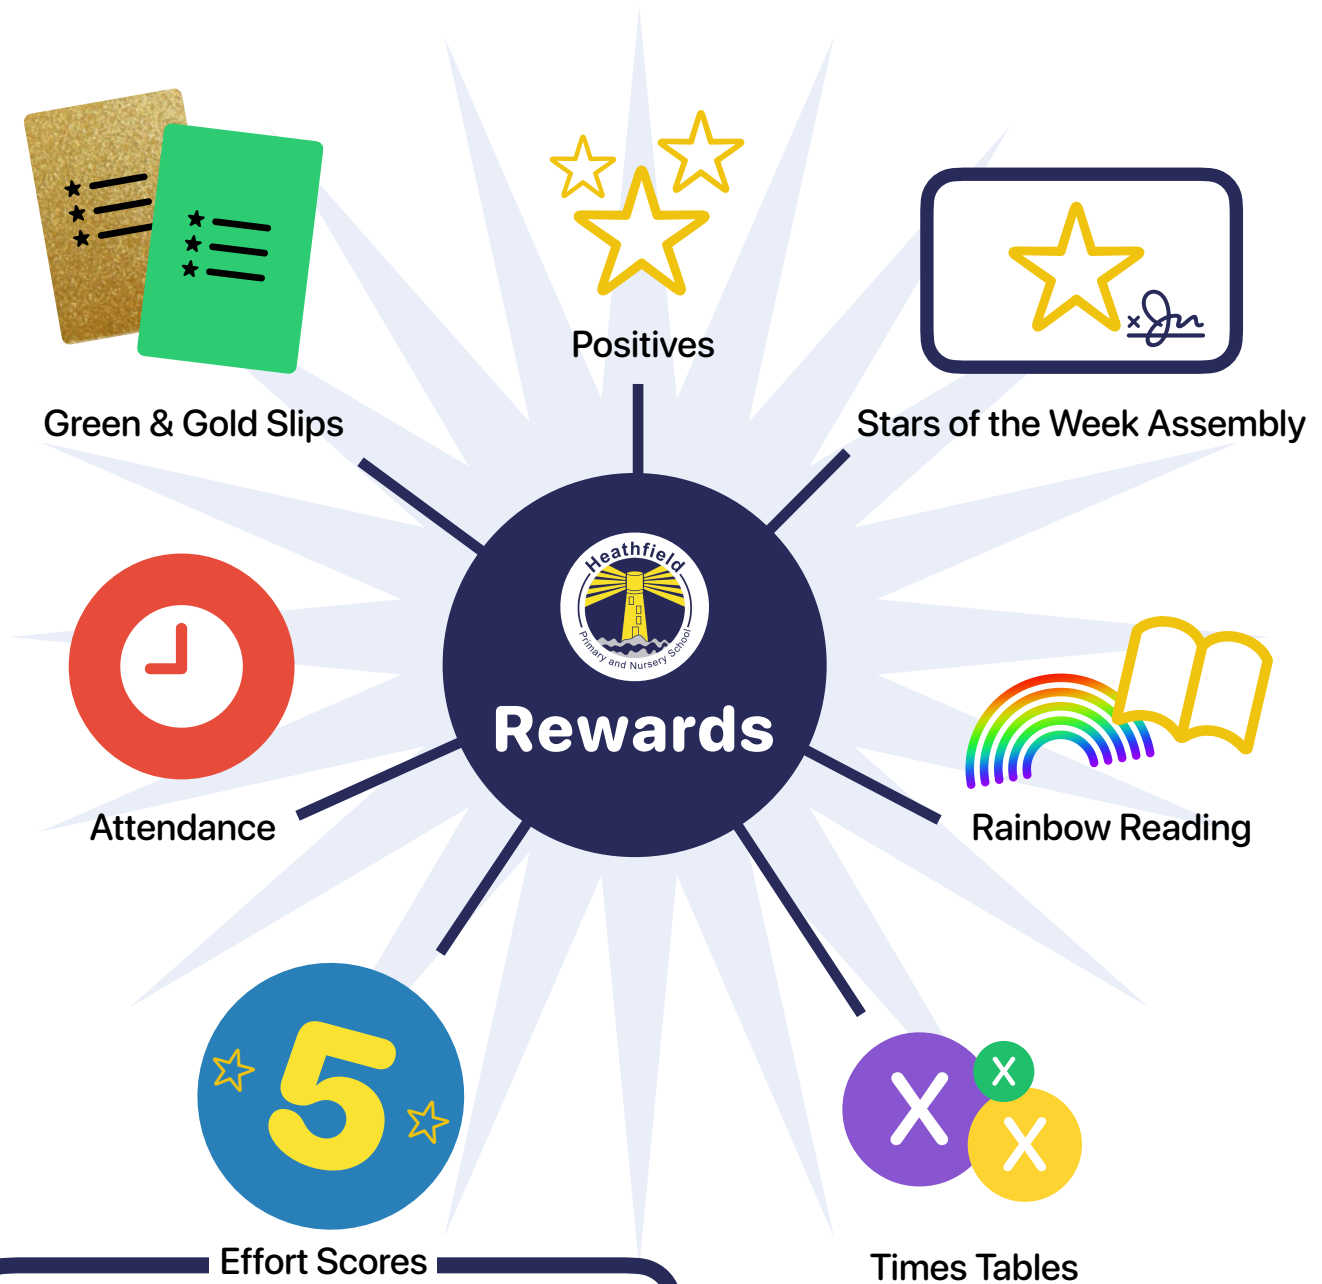 Positives
Green & Gold Slips
Stars of the Week Assembly
Heathfield
Primary and Nursery School
Rewards
Attendance
Rainbow Reading
5
X
X
X
Effort Scores
Times Tables